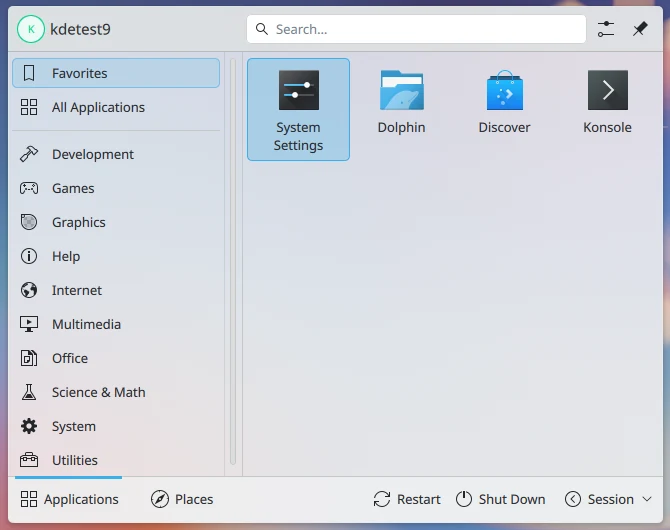 K
kdetest9
Search...
Favorites
All Applications
Development
Games
Graphics
Help
Internet
Multimedia
Office
Science & Math
System
Utilities
System
Settings
Dolphin
Discover
Konsole
Applications
Places
Restart
Shut Down
Session